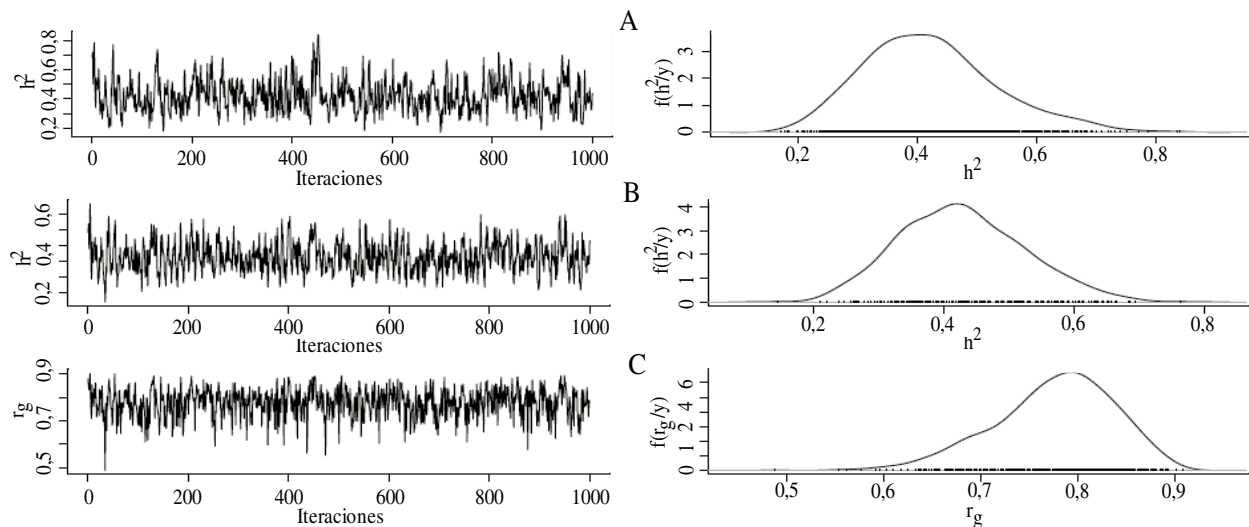 A
h²
0,2 0,4 0,6 0,8
0 200 400 600 800 1000
Iteraciones
f(h²/y)
0 1 2 3
0,2 0,4 0,6 0,8
h²
B
h²
0,2 0,4 0,6
0 200 400 600 800 1000
Iteraciones
f(h²/y)
0 1 2 3 4
0,2 0,4 0,6 0,8
h²
C
r_g
0,5 0,7 0,9
0 200 400 600 800 1000
Iteraciones
f(r_g/y)
0 1 2 2 4 6
0,5 0,6 0,7 0,8 0,9
r_g